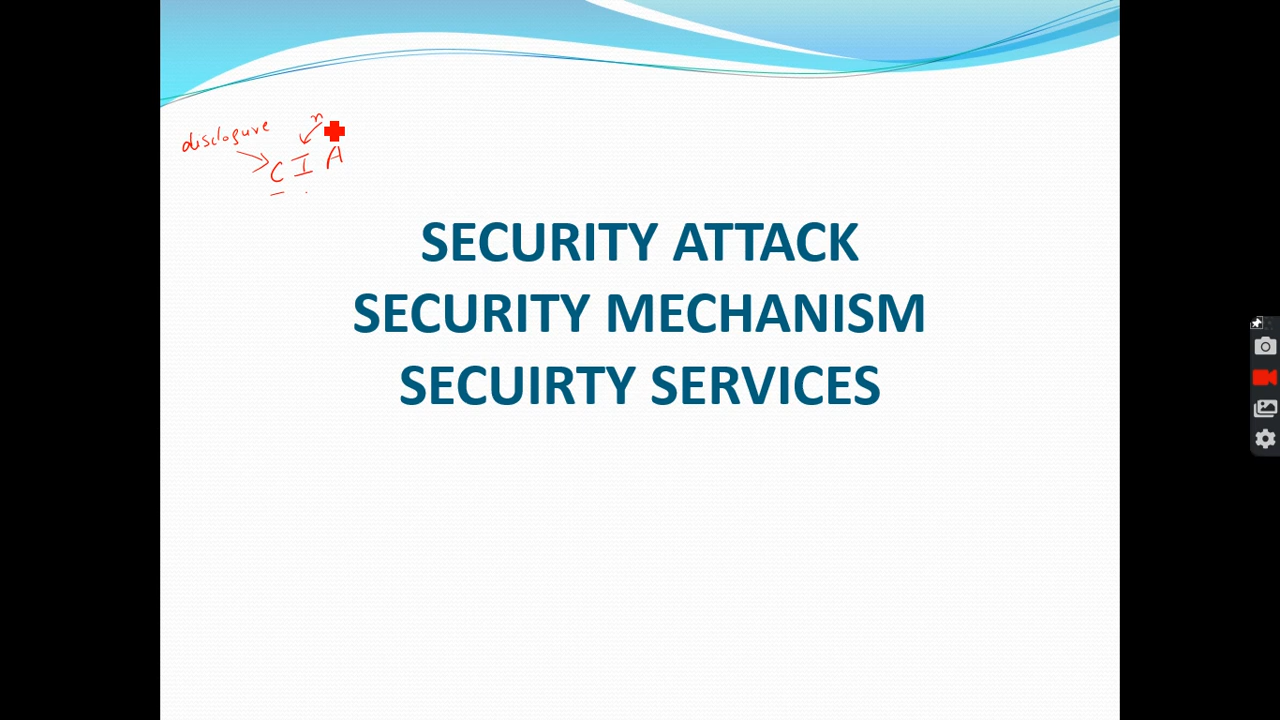 disclosure
C I A
SECURITY ATTACK
SECURITY MECHANISM
SECUIRTY SERVICES